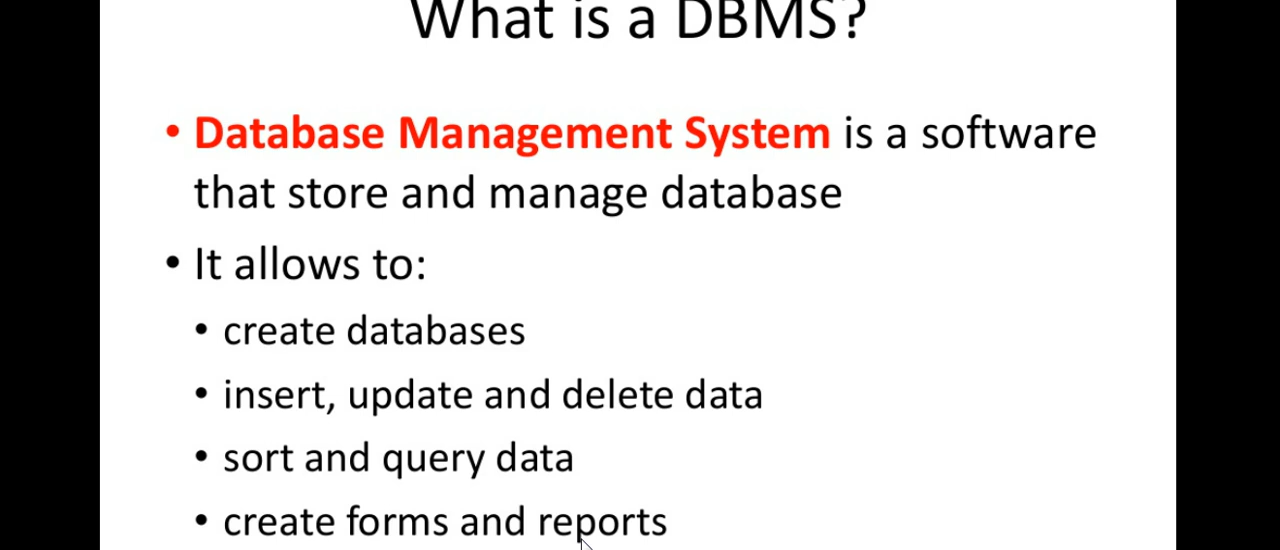 What is a DBMS?
• Database Management System is a software
that store and manage database
• It allows to:
• create databases
• insert, update and delete data
• sort and query data
• create forms and reports